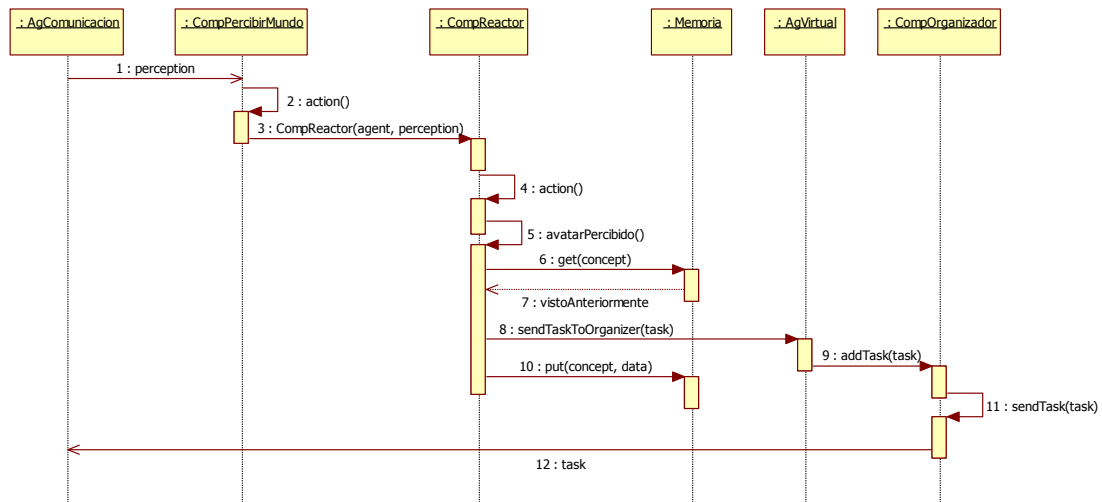 : AgComunicacion
: CompPercibirMundo
: CompReactor
: Memoria
: AgVirtual
: CompOrganizador
1 : perception
2 : action()
3 : CompReactor(agent, perception)
4 : action()
5 : avatarPercibido()
6 : get(concept)
7 : vistoAnteriormente
8 : sendTaskToOrganizer(task)
9 : addTask(task)
10 : put(concept, data)
11 : sendTask(task)
12 : task